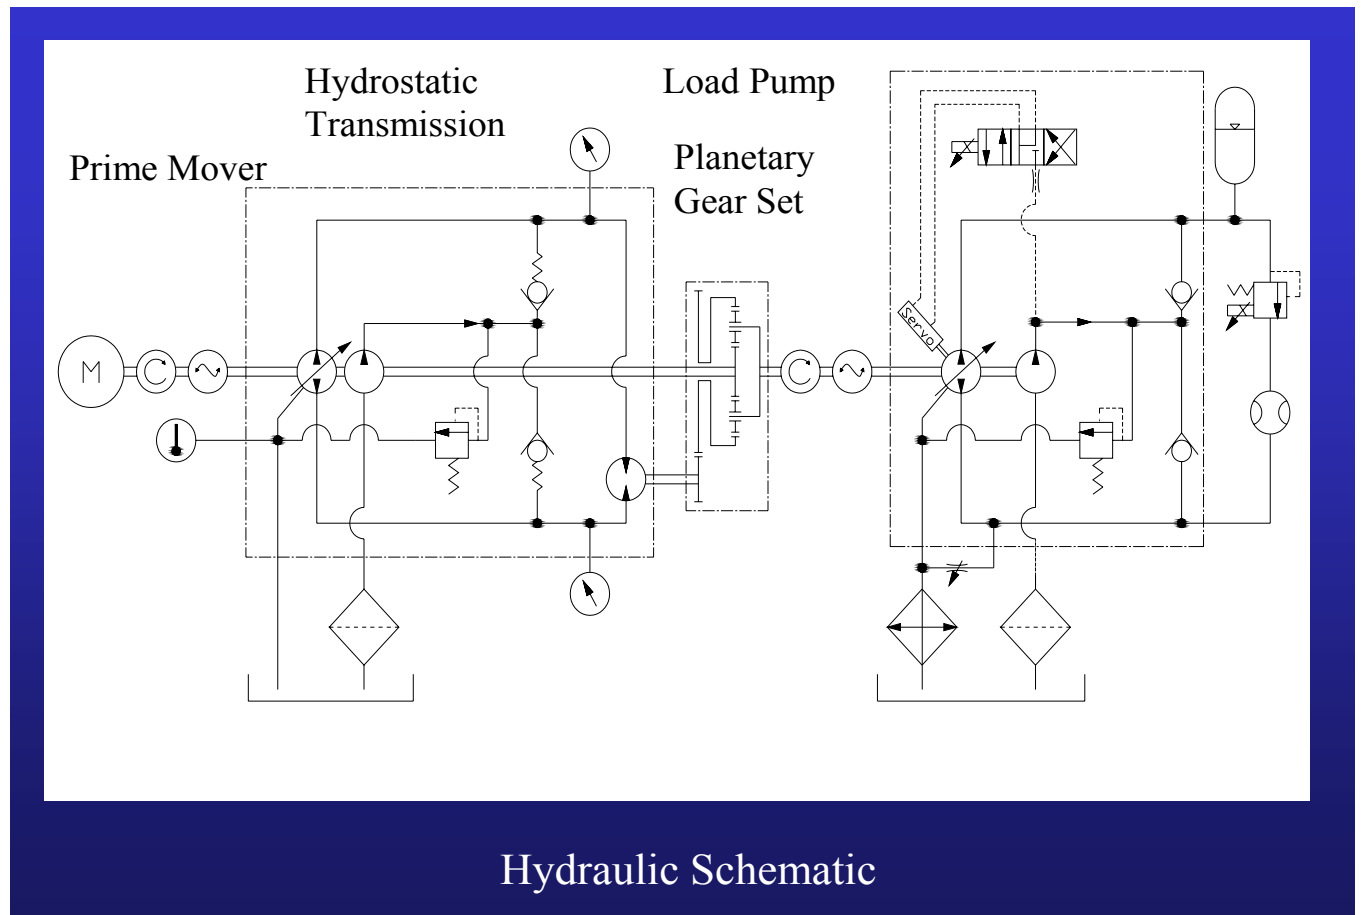 Hydrostatic
Transmission
Load Pump
Prime Mover
Planetary
Gear Set
Servo
M
Hydraulic Schematic